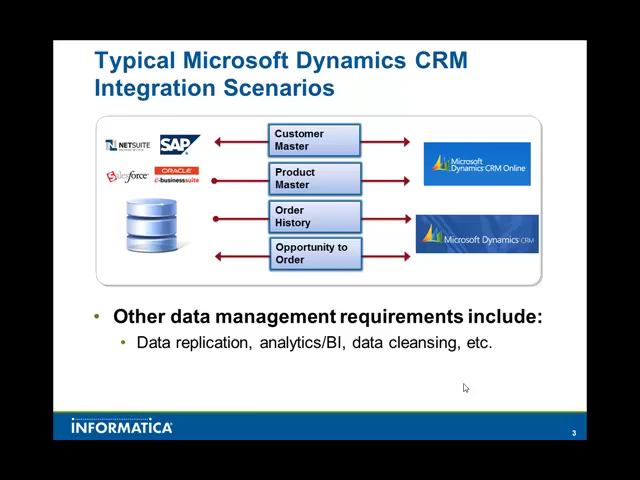 Typical Microsoft Dynamics CRM
Integration Scenarios
NETSUITE
SAP
salesforce
ORACLE
e-businesssuite
Customer
Master
Product
Master
Order
History
Opportunity to
Order
Microsoft
Dynamics CRM Online
Microsoft Dynamics CRM
• Other data management requirements include:
• Data replication, analytics/BI, data cleansing, etc.
INFORMATICA
3